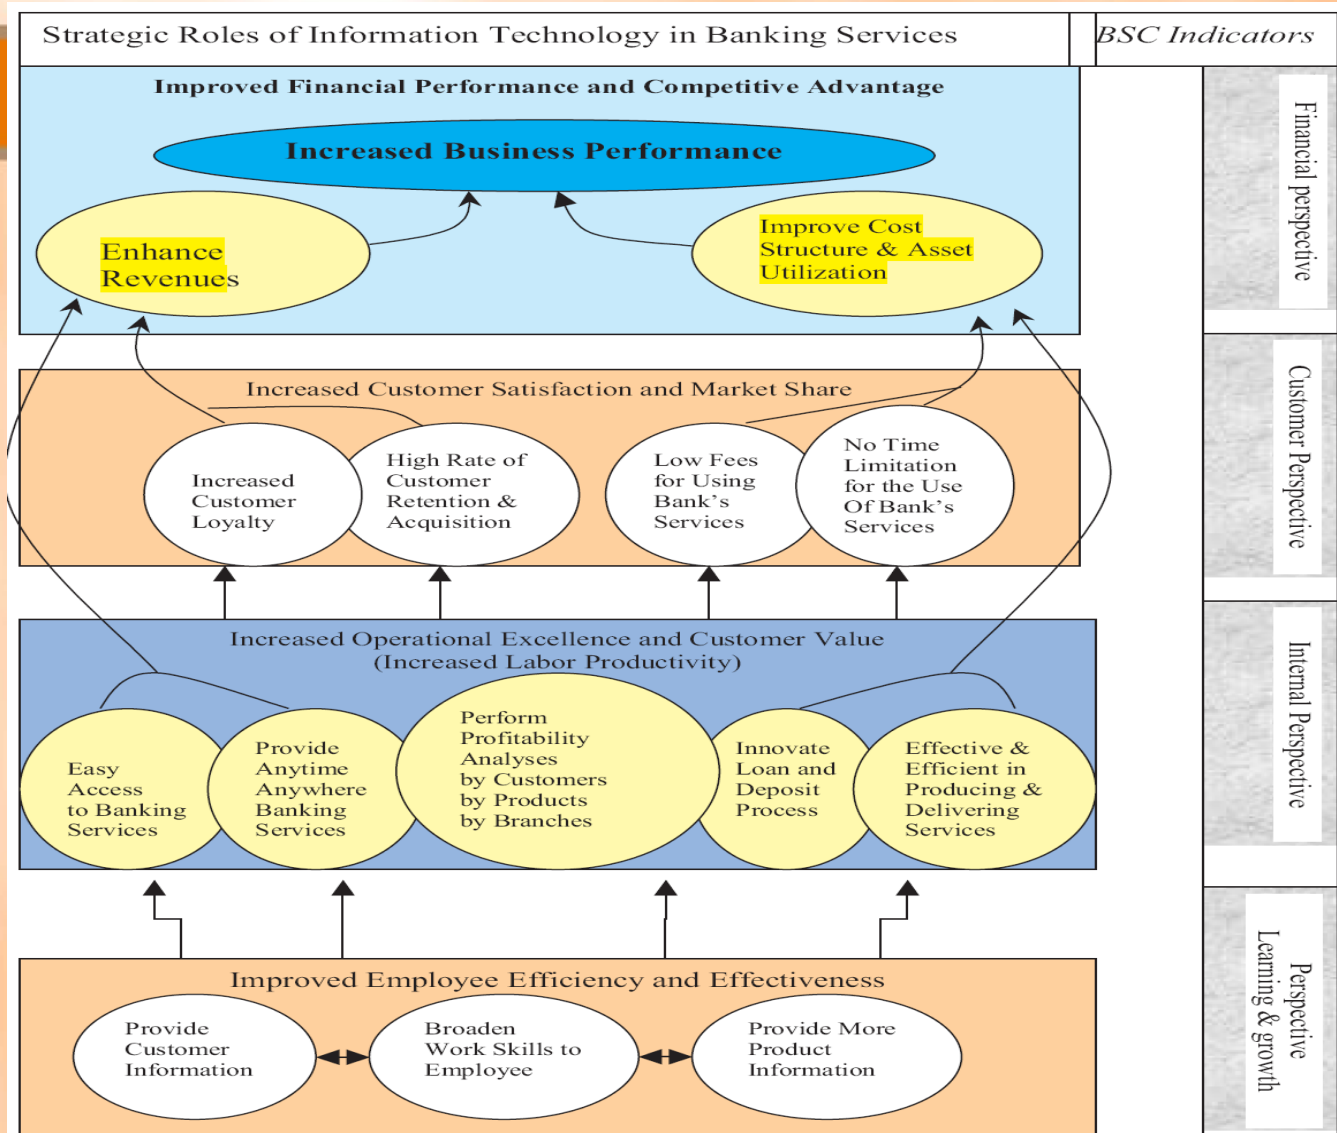 Strategic Roles of Information Technology in Banking Services
BSC Indicators
Improved Financial Performance and Competitive Advantage
Increased Business Performance
Enhance
Revenues
Improve Cost
Structure & Asset
Utilization
Financial perspective
Increased Customer Satisfaction and Market Share
Increased
Customer
Loyalty
High Rate of
Customer
Retention &
Acquisition
Low Fees
for Using
Bank's
Services
No Time
Limitation
for the Use
Of Bank's
Services
Customer Perspective
Increased Operational Excellence and Customer Value
(Increased Labor Productivity)
Easy
Access
to Banking
Services
Provide
Anytime
Anywhere
Banking
Services
Perform
Profitability
Analyses
by Customers
by Products
by Branches
Innovate
Loan and
Deposit
Process
Effective &
Efficient in
Producing &
Delivering
Services
Internal Perspective
Improved Employee Efficiency and Effectiveness
Provide
Customer
Information
Broaden
Work Skills to
Employee
Provide More
Product
Information
Perspective
Learning & growth